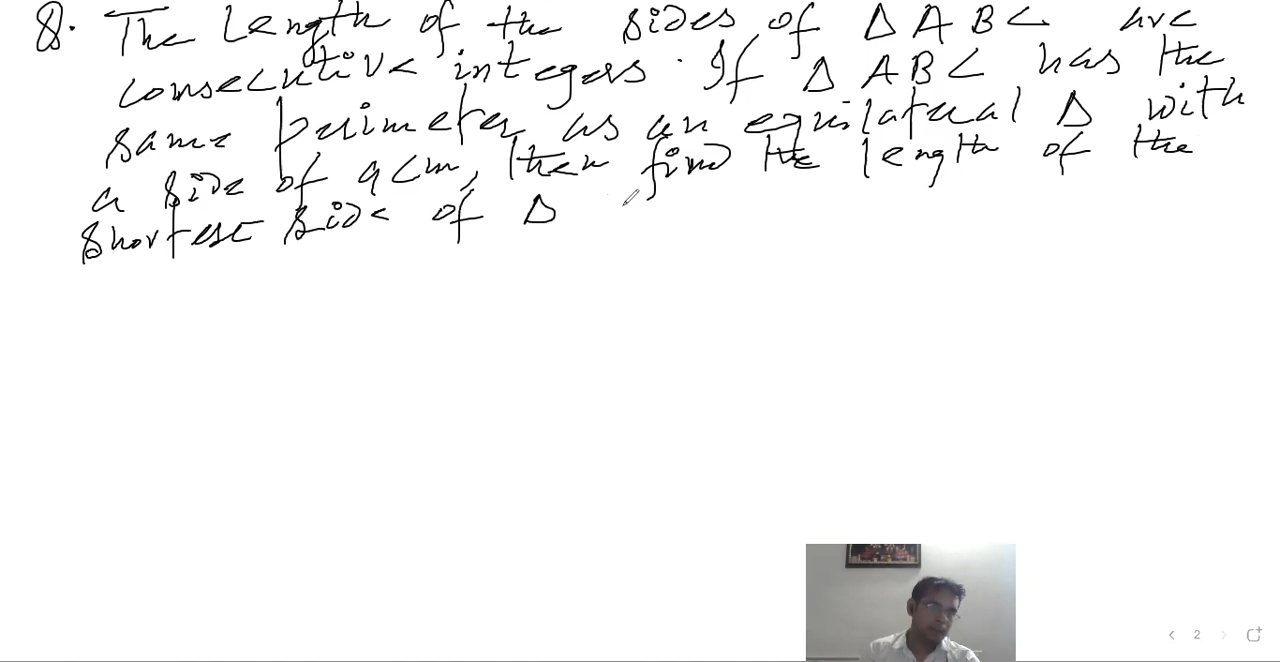 Q. The Length of the sides of Δ ABC are
consecutive integers. If Δ ABC has the
same perimeter as an equilateral Δ with
a side of 9cm, then find the length of the
shortest side of Δ
2